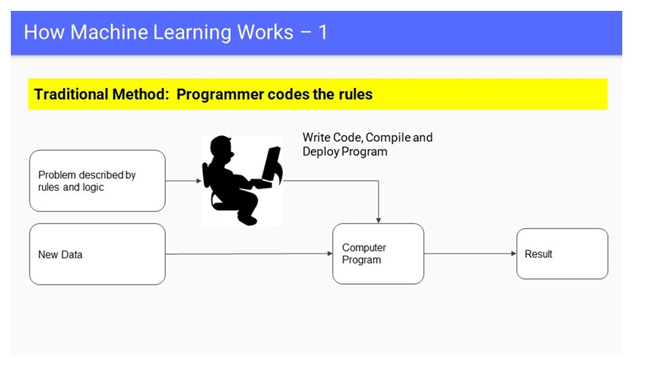 How Machine Learning Works – 1
Traditional Method:  Programmer codes the rules
Write Code, Compile and
Deploy Program
Problem described by
rules and logic
New Data
Computer
Program
Result